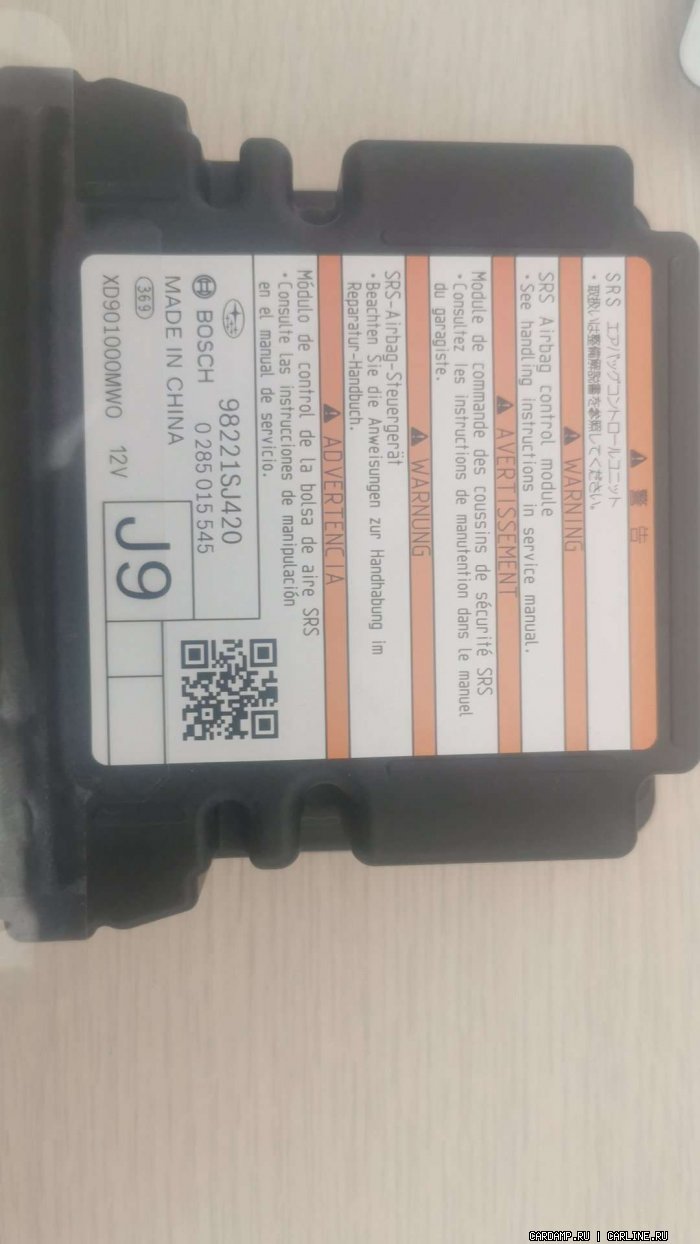 ⚠ 警 告
SRS エアバッグコントロールユニット
・取扱いは整備解説書を参照してください。
⚠ WARNING
SRS Airbag control module
・See handling instructions in service manual.
⚠ AVERTISSEMENT
Module de commande des coussins de sécurité SRS
・Consultez les instructions de manutention dans le manuel
du garagiste.
⚠ WARNUNG
SRS-Airbag-Steuergerät
・Beachten Sie die Anweisungen zur Handhabung im
Reparatur-Handbuch.
⚠ ADVERTENCIA
Módulo de control de la bolsa de aire SRS
・Consulte las instrucciones de manipulación
en el manual de servicio.
98221SJ420
BOSCH 0 285 015 545
MADE IN CHINA
369
XD901000MW0 12V
J9
CARDAMP.RU | CARLINE.RU